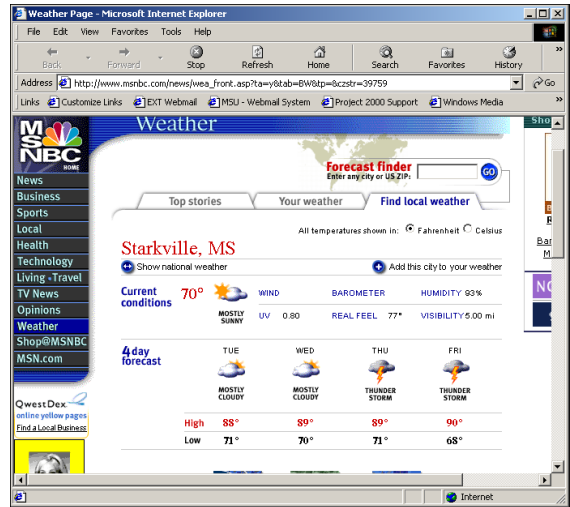 Weather Page - Microsoft Internet Explorer
File Edit View Favorites Tools Help
Back Forward Stop Refresh Home Search Favorites History »
Address http://www.msnbc.com/news/wea_front.asp?ta=y&tab=BW&tp=&czstr=39759 Go
Links Customize Links EXT Webmail MSU - Webmail System Project 2000 Support Windows Media »
MSNBC
HOME
Weather
Sho
Forecast finder
Enter any city or US ZIP:
GO
News
Business
Sports
Local
Health
Technology
Living + Travel
TV News
Opinions
Weather
Shop@MSNBC
MSN.com
Top stories Your weather Find local weather
All temperatures shown in: Fahrenheit Celsius
Starkville, MS
Show national weather Add this city to your weather
Current conditions 70° MOSTLY SUNNY
WIND BAROMETER HUMIDITY 93%
UV 0.80 REAL FEEL 77° VISIBILITY 5.00 mi
4 day forecast
TUE WED THU FRI
MOSTLY CLOUDY MOSTLY CLOUDY THUNDER STORM THUNDER STORM
High 88° 89° 89° 90°
Low 71° 70° 71° 68°
QwestDex
online yellow pages
Find a Local Business
Bar
M
NC
Internet